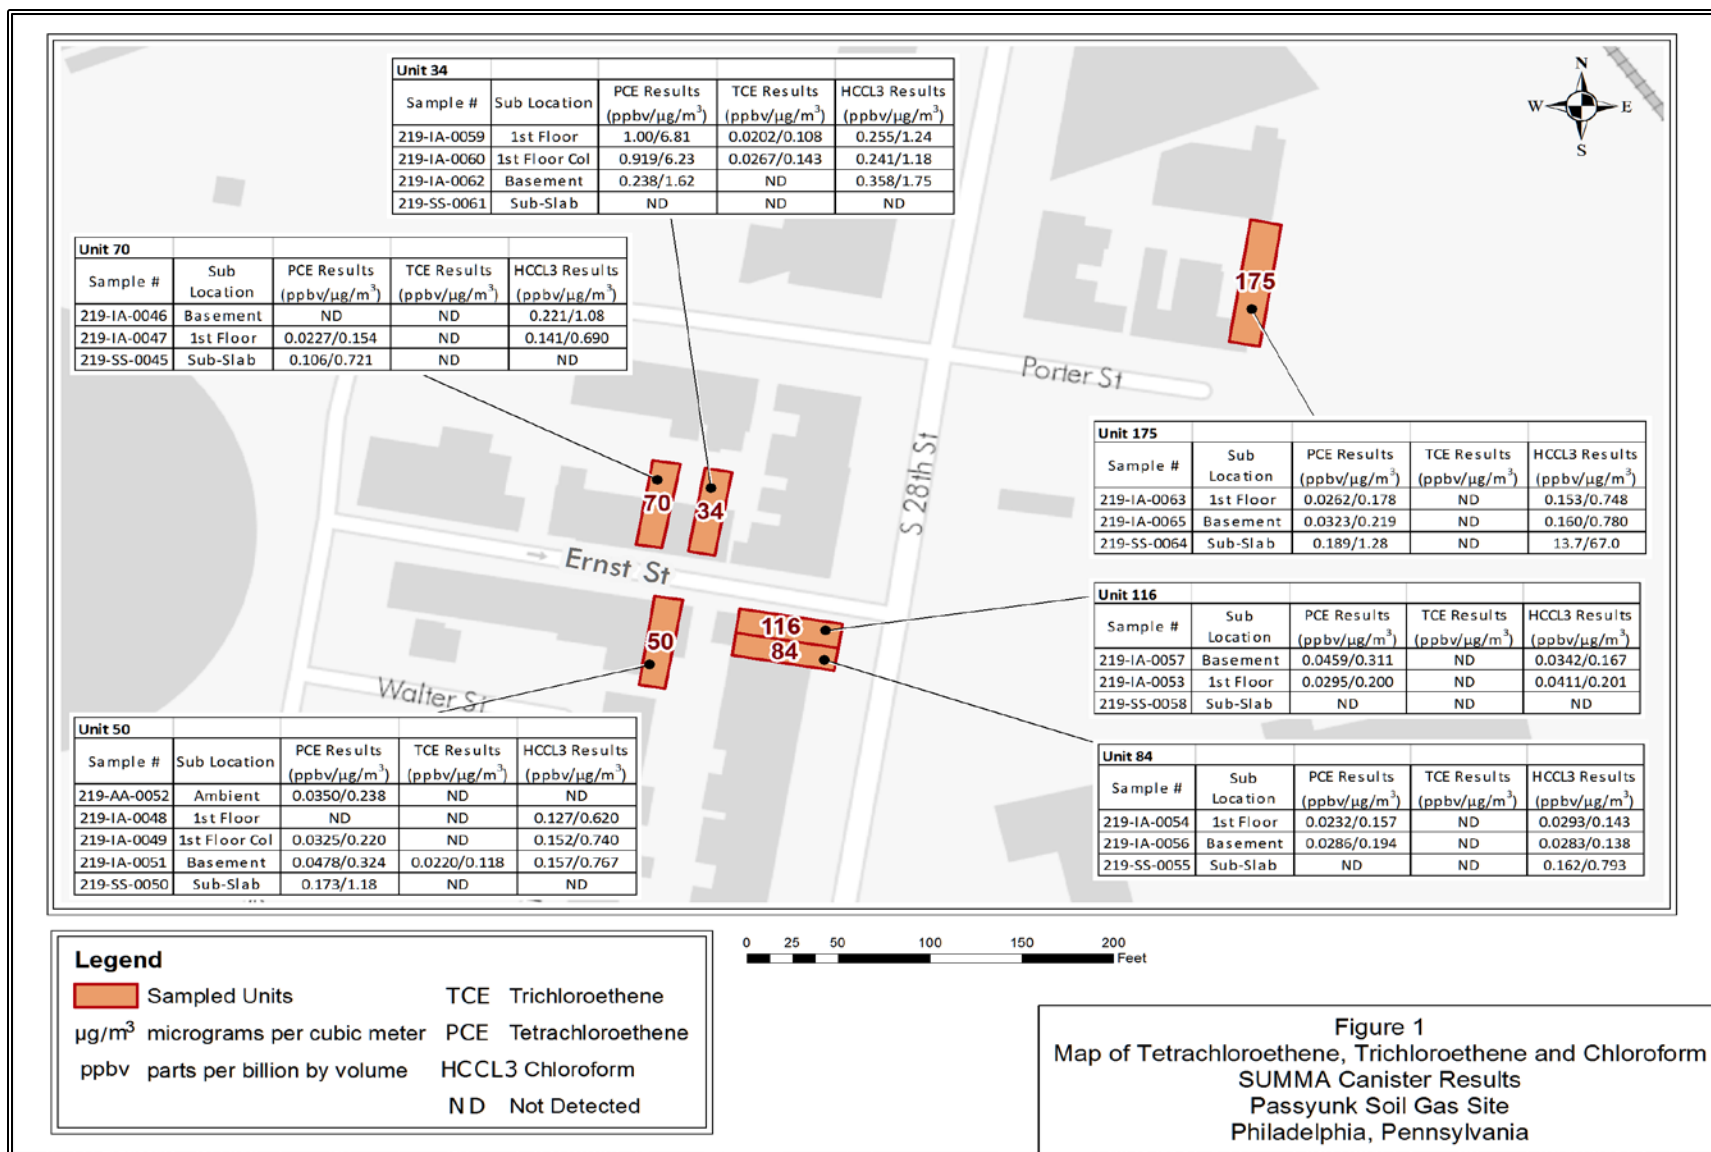 Unit 34
Sample # Sub Location PCE Results (ppbv/µg/m³) TCE Results (ppbv/µg/m³) HCCL3 Results (ppbv/µg/m³)
219-IA-0059 1st Floor 1.00/6.81 0.0202/0.108 0.255/1.24
219-IA-0060 1st Floor Col 0.919/6.23 0.0267/0.143 0.241/1.18
219-IA-0062 Basement 0.238/1.62 ND 0.358/1.75
219-SS-0061 Sub-Slab ND ND ND
N
W E
S
Unit 70
Sample # Sub Location PCE Results (ppbv/µg/m³) TCE Results (ppbv/µg/m³) HCCL3 Results (ppbv/µg/m³)
219-IA-0046 Basement ND ND 0.221/1.08
219-IA-0047 1st Floor 0.0227/0.154 ND 0.141/0.690
219-SS-0045 Sub-Slab 0.106/0.721 ND ND
175
Porter St
S 28th St
70
34
Ernst St
116
84
50
Walter St
Unit 175
Sample # Sub Location PCE Results (ppbv/µg/m³) TCE Results (ppbv/µg/m³) HCCL3 Results (ppbv/µg/m³)
219-IA-0063 1st Floor 0.0262/0.178 ND 0.153/0.748
219-IA-0065 Basement 0.0323/0.219 ND 0.160/0.780
219-SS-0064 Sub-Slab 0.189/1.28 ND 13.7/67.0
Unit 116
Sample # Sub Location PCE Results (ppbv/µg/m³) TCE Results (ppbv/µg/m³) HCCL3 Results (ppbv/µg/m³)
219-IA-0057 Basement 0.0459/0.311 ND 0.0342/0.167
219-IA-0053 1st Floor 0.0295/0.200 ND 0.0411/0.201
219-SS-0058 Sub-Slab ND ND ND
Unit 50
Sample # Sub Location PCE Results (ppbv/µg/m³) TCE Results (ppbv/µg/m³) HCCL3 Results (ppbv/µg/m³)
219-AA-0052 Ambient 0.0350/0.238 ND ND
219-IA-0048 1st Floor ND ND 0.127/0.620
219-IA-0049 1st Floor Col 0.0325/0.220 ND 0.152/0.740
219-IA-0051 Basement 0.0478/0.324 0.0220/0.118 0.157/0.767
219-SS-0050 Sub-Slab 0.173/1.18 ND ND
Unit 84
Sample # Sub Location PCE Results (ppbv/µg/m³) TCE Results (ppbv/µg/m³) HCCL3 Results (ppbv/µg/m³)
219-IA-0054 1st Floor 0.0232/0.157 ND 0.0293/0.143
219-IA-0056 Basement 0.0286/0.194 ND 0.0283/0.138
219-SS-0055 Sub-Slab ND ND 0.162/0.793
Legend
Sampled Units TCE Trichloroethene
µg/m³ micrograms per cubic meter PCE Tetrachloroethene
ppbv parts per billion by volume HCCL3 Chloroform
ND Not Detected
0 25 50 100 150 200
Feet
Figure 1
Map of Tetrachloroethene, Trichloroethene and Chloroform
SUMMA Canister Results
Passyunk Soil Gas Site
Philadelphia, Pennsylvania